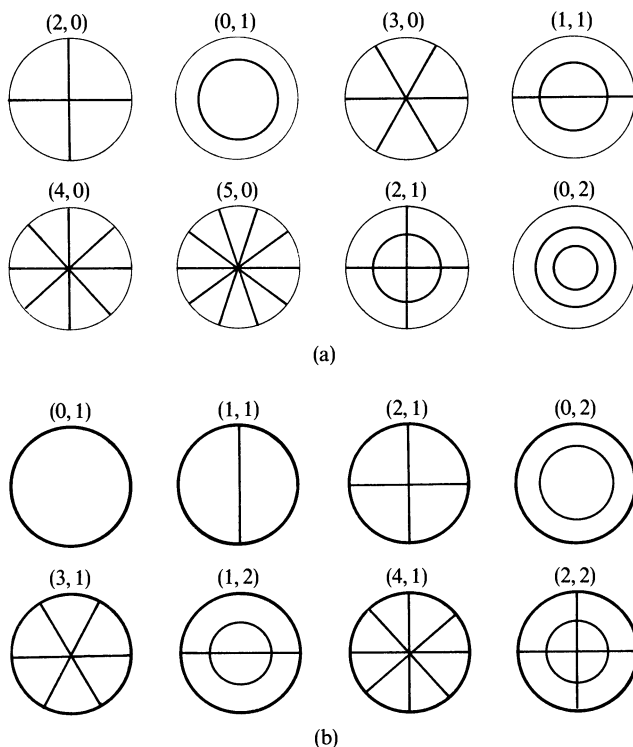 (2, 0) (0, 1) (3, 0) (1, 1)
(4, 0) (5, 0) (2, 1) (0, 2)
(a)
(0, 1) (1, 1) (2, 1) (0, 2)
(3, 1) (1, 2) (4, 1) (2, 2)
(b)